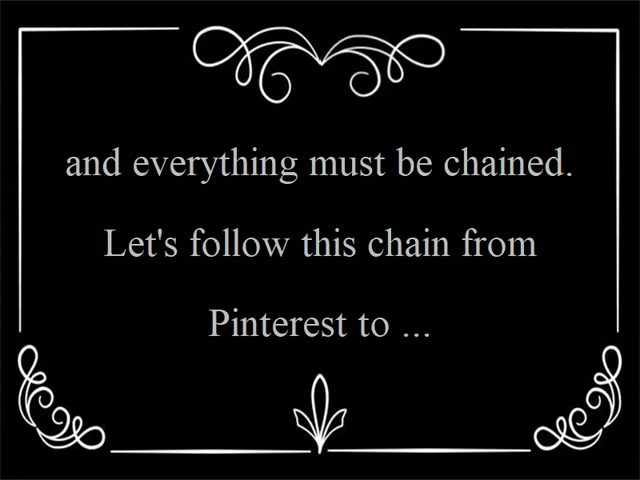 and everything must be chained.
Let's follow this chain from
Pinterest to ...